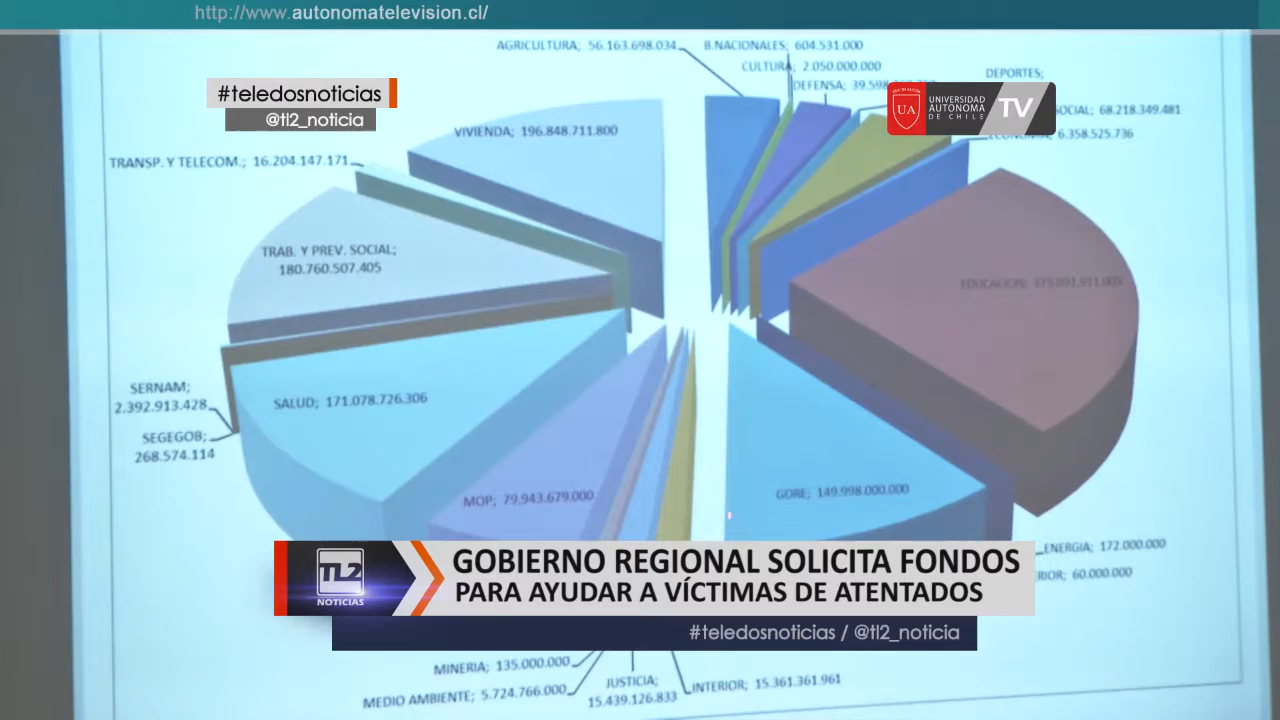 http://www.autonomatelevision.cl/
#teledosnoticias
@tl2_noticia
AGRICULTURA; 56.163.698.034
B.NACIONALES; 604.531.000
CULTURA; 2.050.000.000
DEFENSA; 39.598
DEPORTES;
UA
UNIVERSIDAD
AUTÓNOMA
DE CHILE
TV
SOCIAL; 68.218.349.481
6.358.525.736
VIVIENDA; 196.848.711.800
TRANSP. Y TELECOM.; 16.204.147.171
TRAB. Y PREV. SOCIAL;
180.760.507.405
EDUCACION;
SERNAM;
2.392.913.428
SEGEGOB;
268.574.114
SALUD; 171.078.726.306
MOP; 79.943.679.000
GORE; 149.998.000.000
ENERGIA; 172.000.000
RIOR; 60.000.000
TL2
NOTICIAS
GOBIERNO REGIONAL SOLICITA FONDOS
PARA AYUDAR A VÍCTIMAS DE ATENTADOS
#teledosnoticias / @tl2_noticia
MINERIA; 135.000.000
MEDIO AMBIENTE; 5.724.766.000
JUSTICIA;
15.439.126.833
INTERIOR; 15.361.361.961